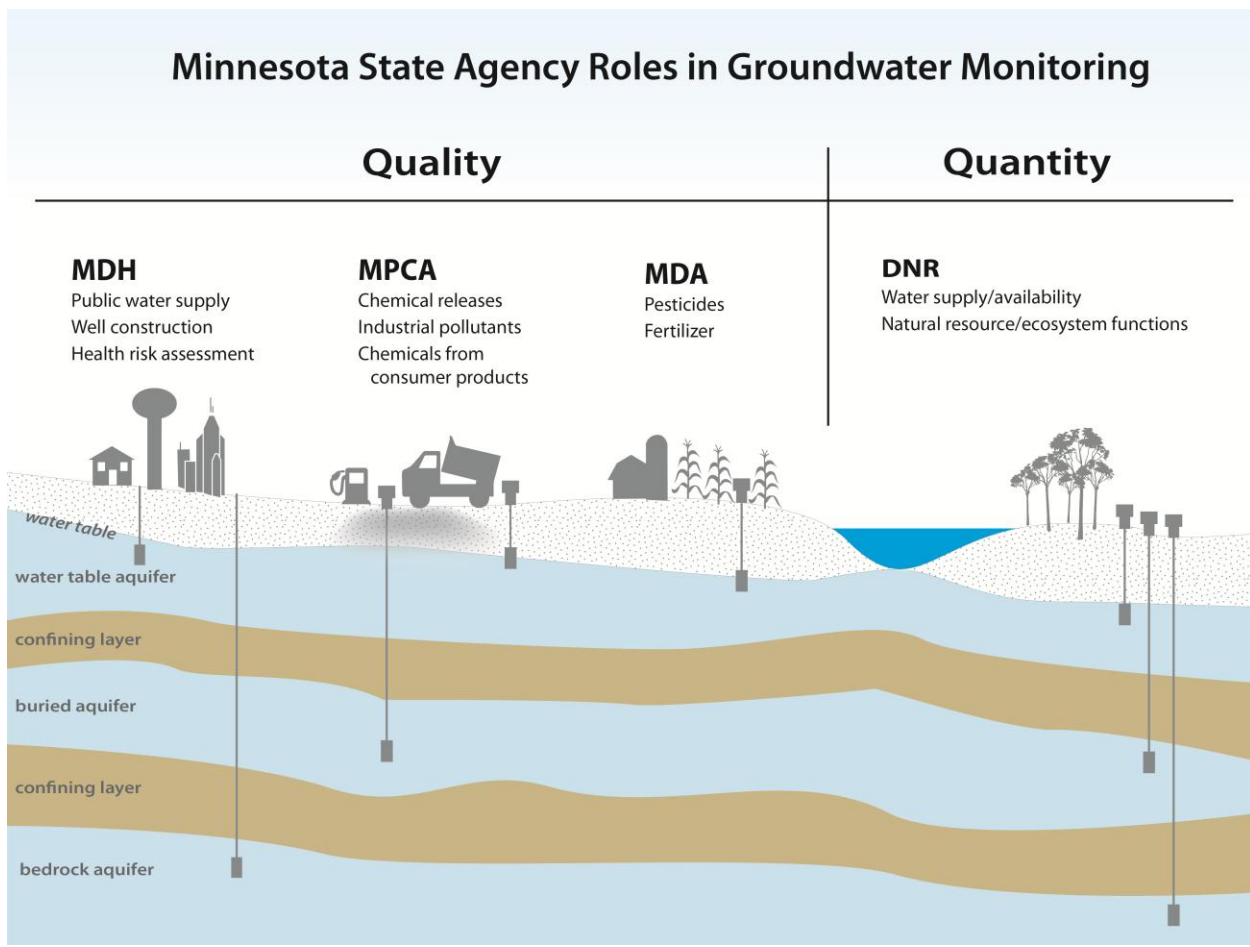 Minnesota State Agency Roles in Groundwater Monitoring
Quality
Quantity
MDH
Public water supply
Well construction
Health risk assessment
MPCA
Chemical releases
Industrial pollutants
Chemicals from
consumer products
MDA
Pesticides
Fertilizer
DNR
Water supply/availability
Natural resource/ecosystem functions
water table
water table aquifer
confining layer
buried aquifer
confining layer
bedrock aquifer